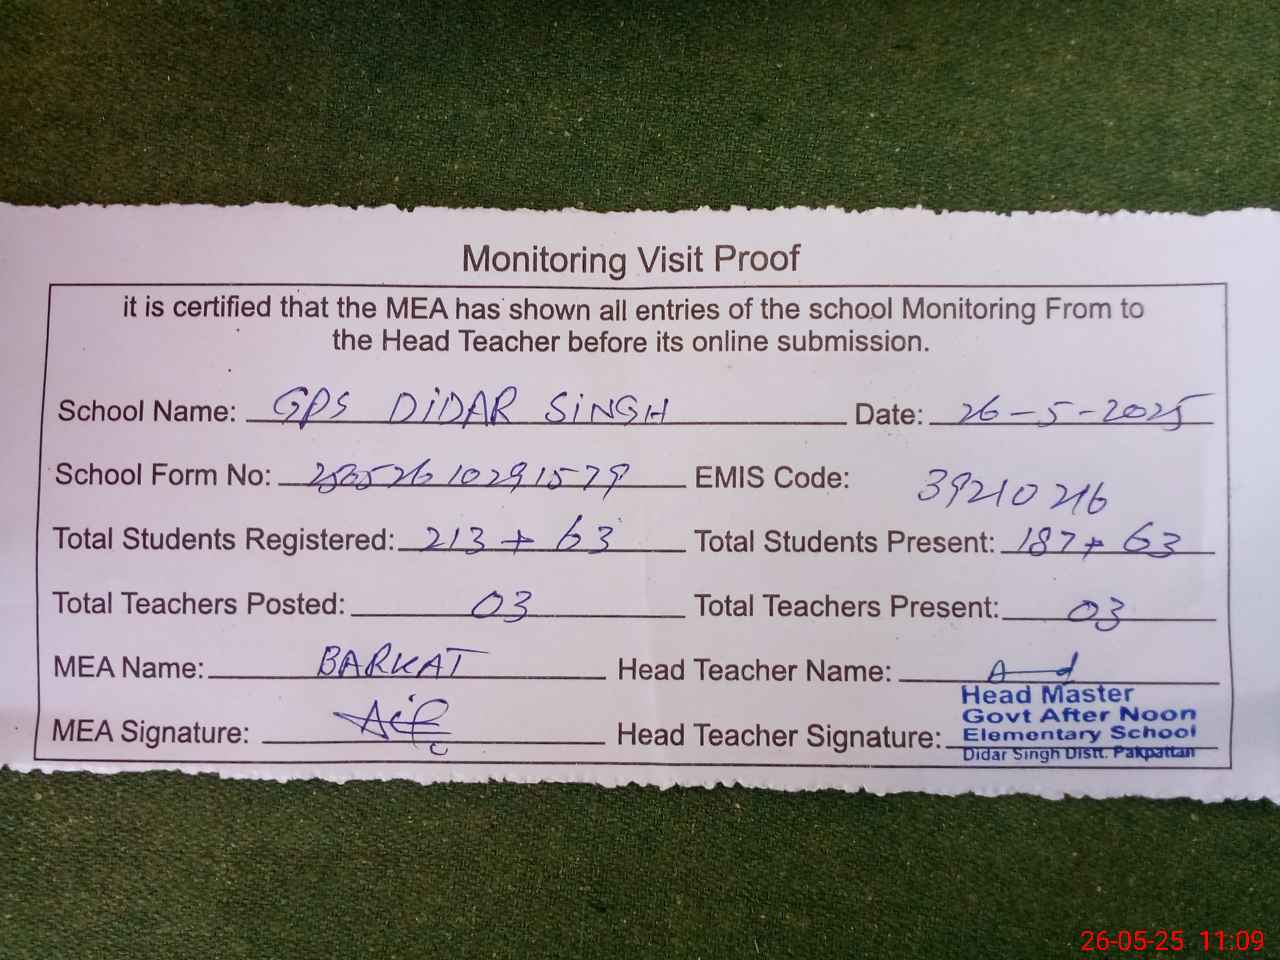 Monitoring Visit Proof
it is certified that the MEA has shown all entries of the school Monitoring From to
the Head Teacher before its online submission.
School Name: GPS DiDAR SiNGH Date: 26-5-2025
School Form No: EMIS Code: 39210216
Total Students Registered: 213 + 63 Total Students Present: 187 + 63
Total Teachers Posted: 03 Total Teachers Present: 03
MEA Name: BARKAT Head Teacher Name:
MEA Signature: Head Teacher Signature:
Head Master
Govt After Noon
Elementary School
Didar Singh Distt. Pakpattan
26-05-25 11:09